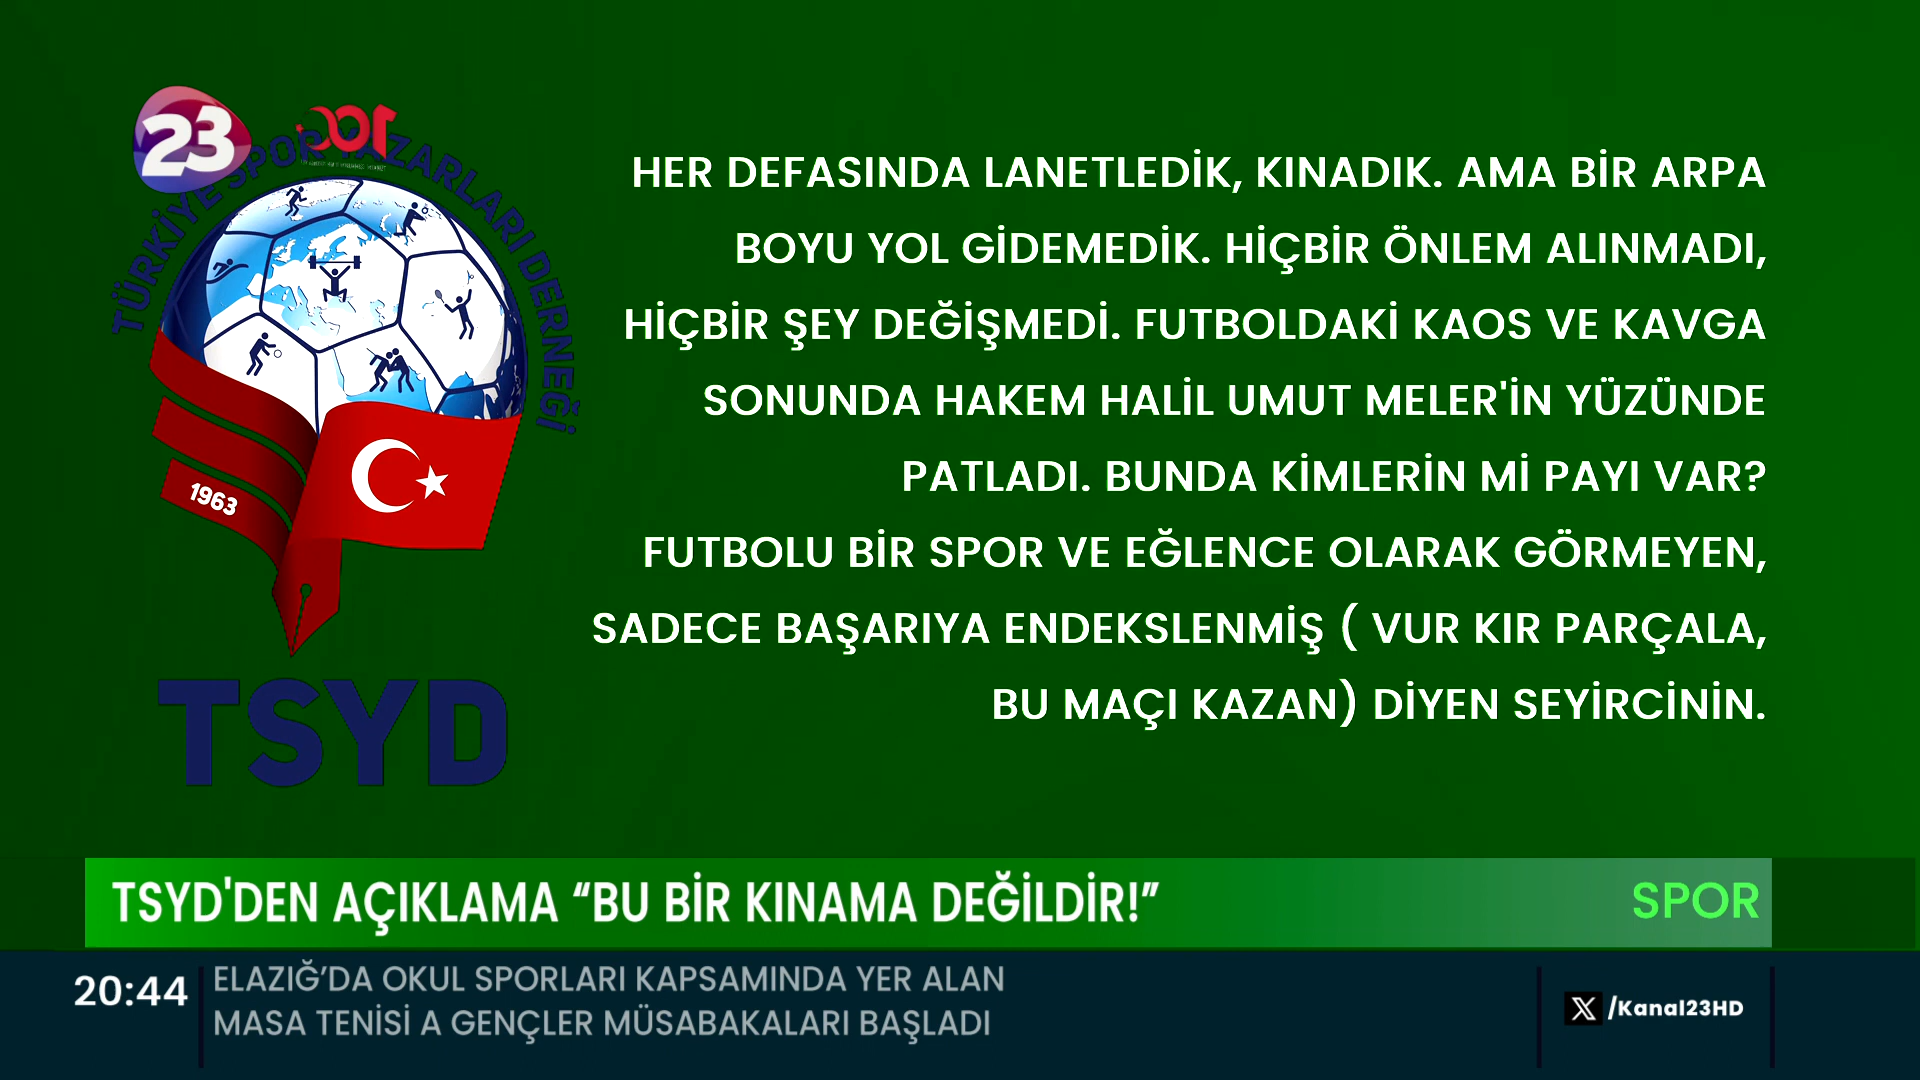 23
TÜRKİYE SPOR YAZARLARI DERNEĞİ
1963
TSYD
HER DEFASINDA LANETLEDİK, KINADIK. AMA BİR ARPA
BOYU YOL GİDEMEDİK. HİÇBİR ÖNLEM ALINMADI,
HİÇBİR ŞEY DEĞİŞMEDİ. FUTBOLDAKİ KAOS VE KAVGA
SONUNDA HAKEM HALİL UMUT MELER'İN YÜZÜNDE
PATLADI. BUNDA KİMLERİN Mİ PAYI VAR?
FUTBOLU BİR SPOR VE EĞLENCE OLARAK GÖRMEYEN,
SADECE BAŞARIYA ENDEKSLENMİŞ ( VUR KIR PARÇALA,
BU MAÇI KAZAN) DİYEN SEYİRCİNİN.
TSYD'DEN AÇIKLAMA “BU BİR KINAMA DEĞİLDİR!”
SPOR
20:44
ELAZIĞ’DA OKUL SPORLARI KAPSAMINDA YER ALAN
MASA TENİSİ A GENÇLER MÜSABAKALARI BAŞLADI
X /Kanal23HD